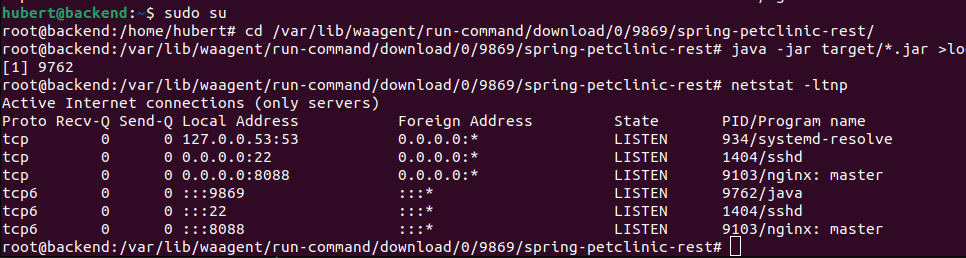 hubert@backend:~$ sudo su
root@backend:/home/hubert# cd /var/lib/waagent/run-command/download/0/9869/spring-petclinic-rest/
root@backend:/var/lib/waagent/run-command/download/0/9869/spring-petclinic-rest# java -jar target/*.jar >lo
[1] 9762
root@backend:/var/lib/waagent/run-command/download/0/9869/spring-petclinic-rest# netstat -ltnp
Active Internet connections (only servers)
Proto Recv-Q Send-Q Local Address           Foreign Address         State       PID/Program name
tcp        0      0 127.0.0.53:53           0.0.0.0:*               LISTEN      934/systemd-resolve
tcp        0      0 0.0.0.0:22              0.0.0.0:*               LISTEN      1404/sshd
tcp        0      0 0.0.0.0:8088            0.0.0.0:*               LISTEN      9103/nginx: master
tcp6       0      0 :::9869                 :::*                    LISTEN      9762/java
tcp6       0      0 :::22                   :::*                    LISTEN      1404/sshd
tcp6       0      0 :::8088                 :::*                    LISTEN      9103/nginx: master
root@backend:/var/lib/waagent/run-command/download/0/9869/spring-petclinic-rest#